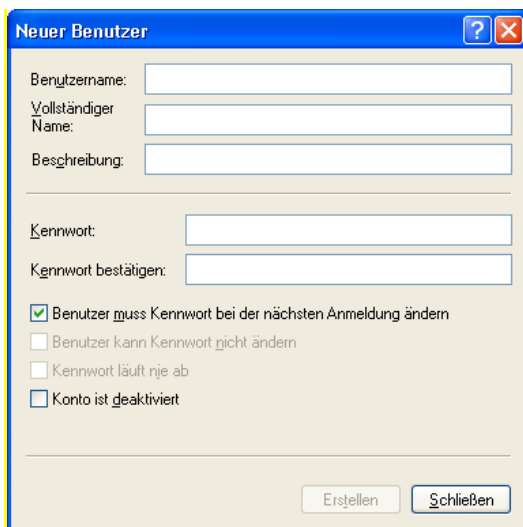 Neuer Benutzer
Benutzername:
Vollständiger
Name:
Beschreibung:
Kennwort:
Kennwort bestätigen:
Benutzer muss Kennwort bei der nächsten Anmeldung ändern
Benutzer kann Kennwort nicht ändern
Kennwort läuft nie ab
Konto ist deaktiviert
Erstellen Schließen